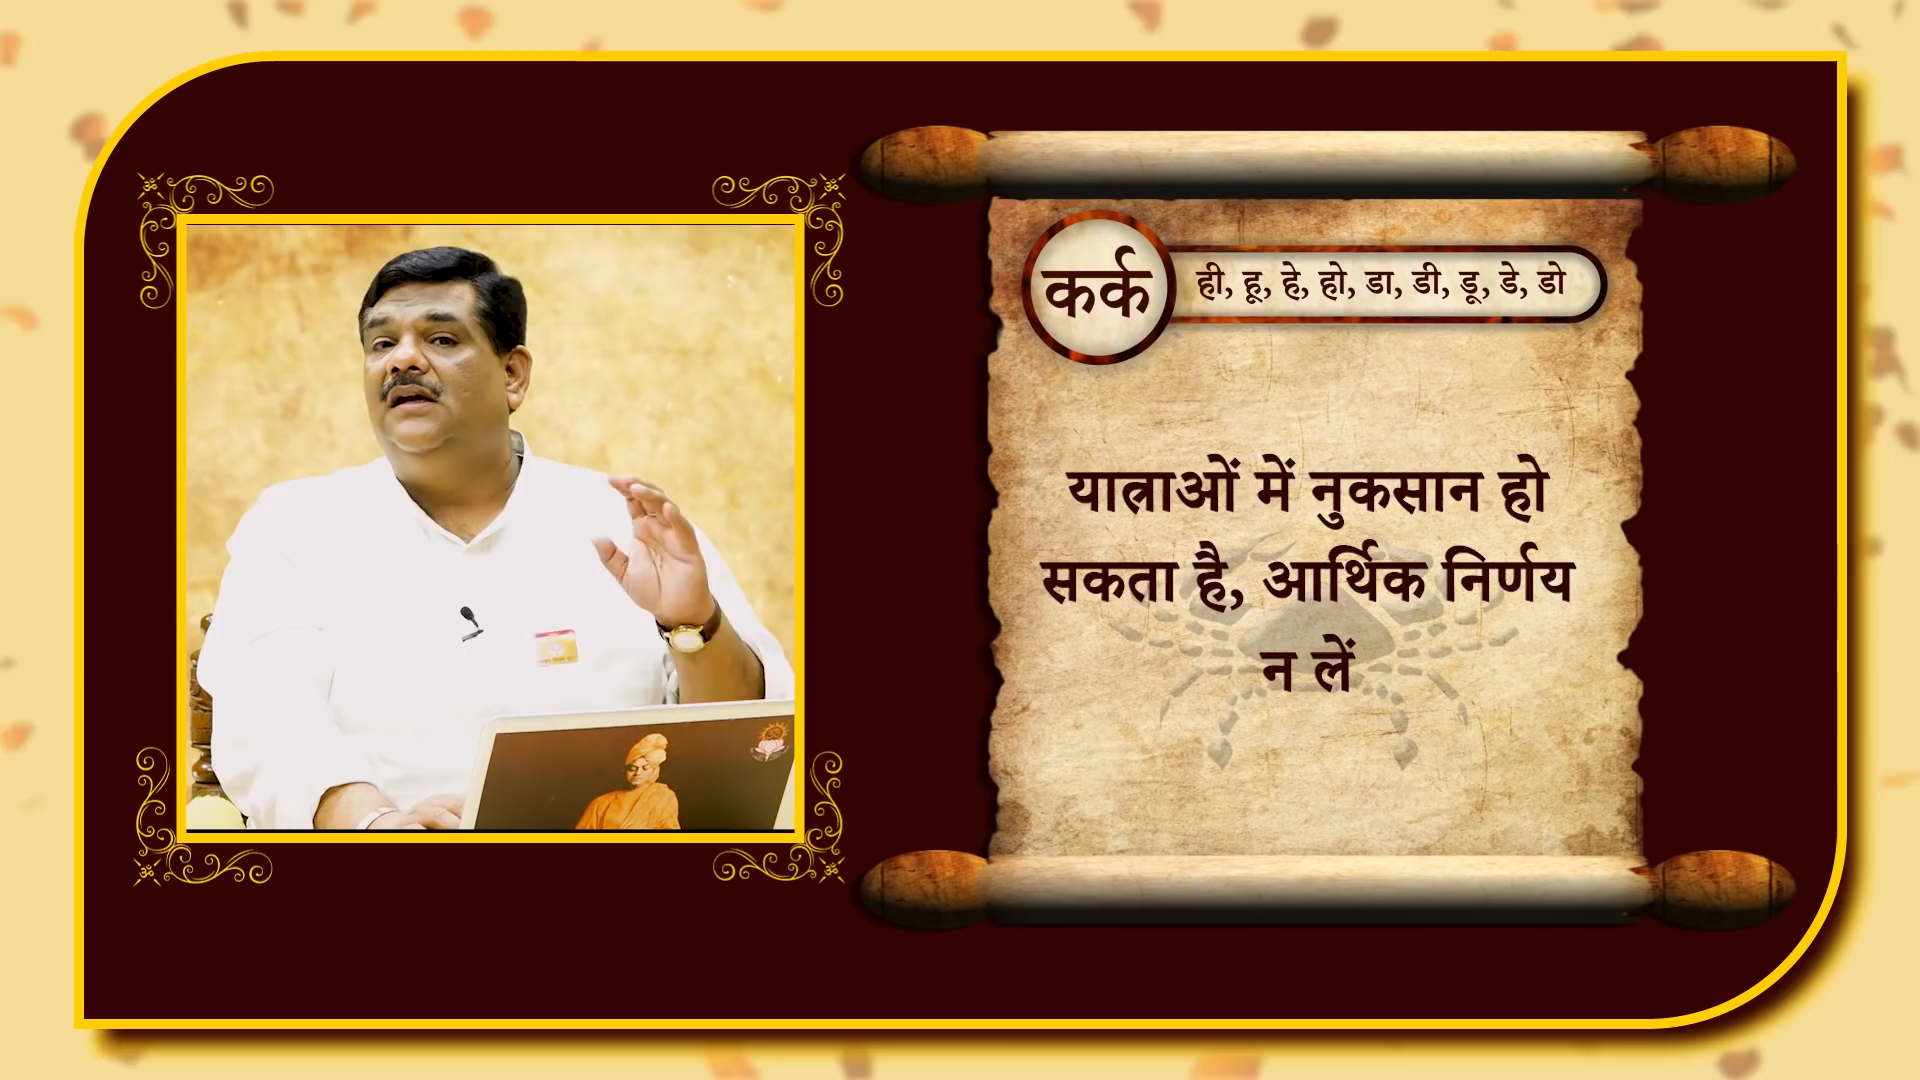 कर्क
ही, हू, हे, हो, डा, डी, डू, डे, डो
यात्राओं में नुकसान हो
सकता है, आर्थिक निर्णय
न लें